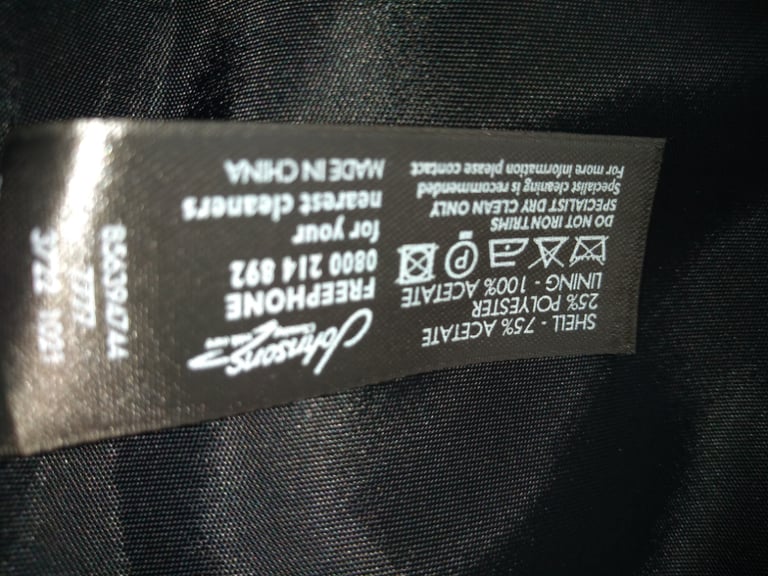 SHELL - 75% ACETATE
25% POLYESTER
LINING - 100% ACETATE
P
DO NOT IRON TRIMS
SPECIALIST DRY CLEAN ONLY
Specialist cleaning is recommended
For more information please contact
Johnsons
FREEPHONE
0800 214 892
for your
nearest cleaners
MADE IN CHINA
7777